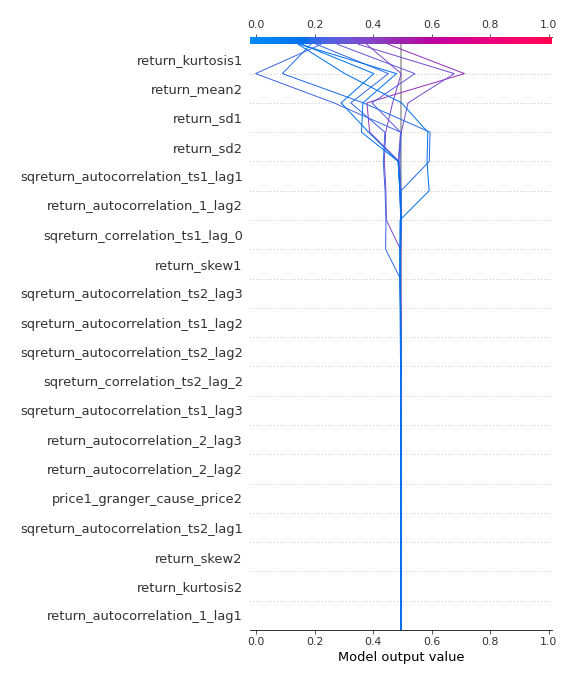 0.0 0.2 0.4 0.6 0.8 1.0
return_kurtosis1
return_mean2
return_sd1
return_sd2
sqreturn_autocorrelation_ts1_lag1
return_autocorrelation_1_lag2
sqreturn_correlation_ts1_lag_0
return_skew1
sqreturn_autocorrelation_ts2_lag3
sqreturn_autocorrelation_ts1_lag2
sqreturn_autocorrelation_ts2_lag2
sqreturn_correlation_ts2_lag_2
sqreturn_autocorrelation_ts1_lag3
return_autocorrelation_2_lag3
return_autocorrelation_2_lag2
price1_granger_cause_price2
sqreturn_autocorrelation_ts2_lag1
return_skew2
return_kurtosis2
return_autocorrelation_1_lag1
0.0 0.2 0.4 0.6 0.8 1.0
Model output value